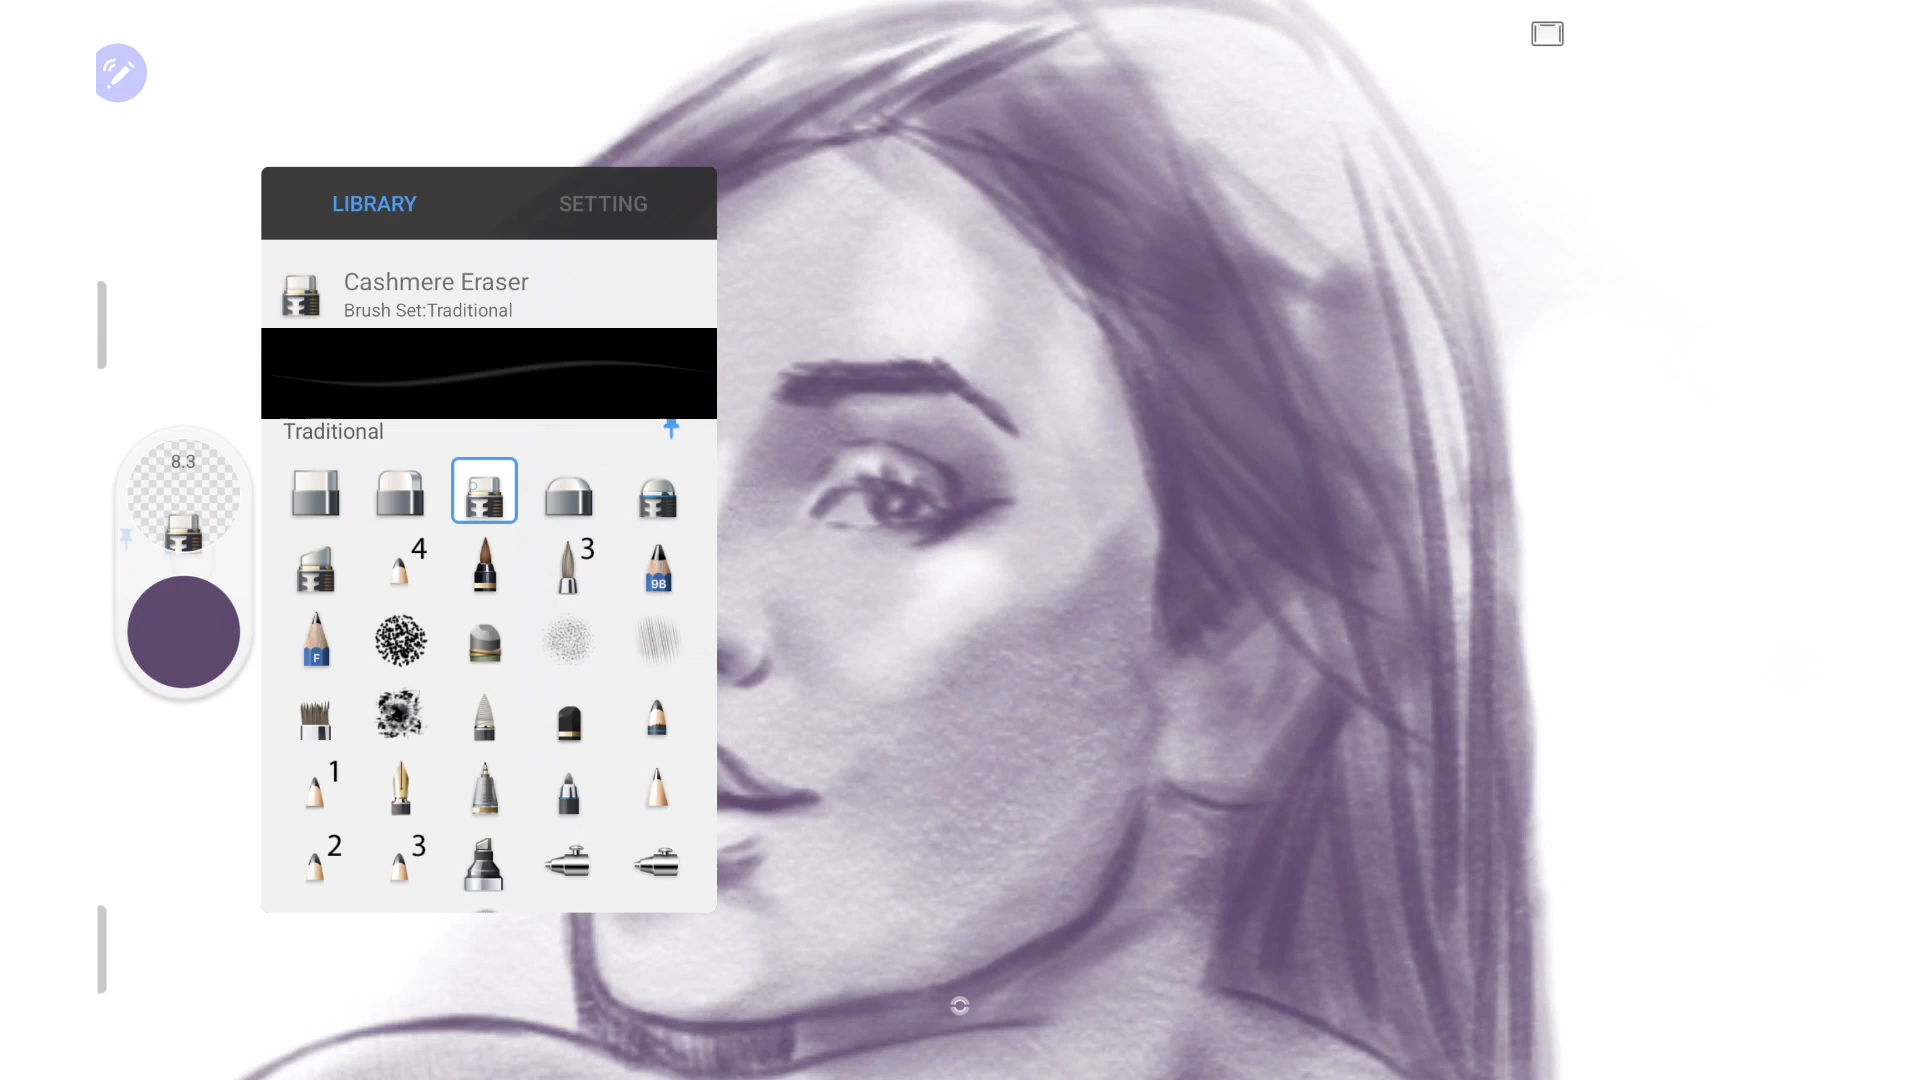 LIBRARY SETTING
Cashmere Eraser
Brush Set:Traditional
Traditional
8.3
4 3 9B
F
1
2 3